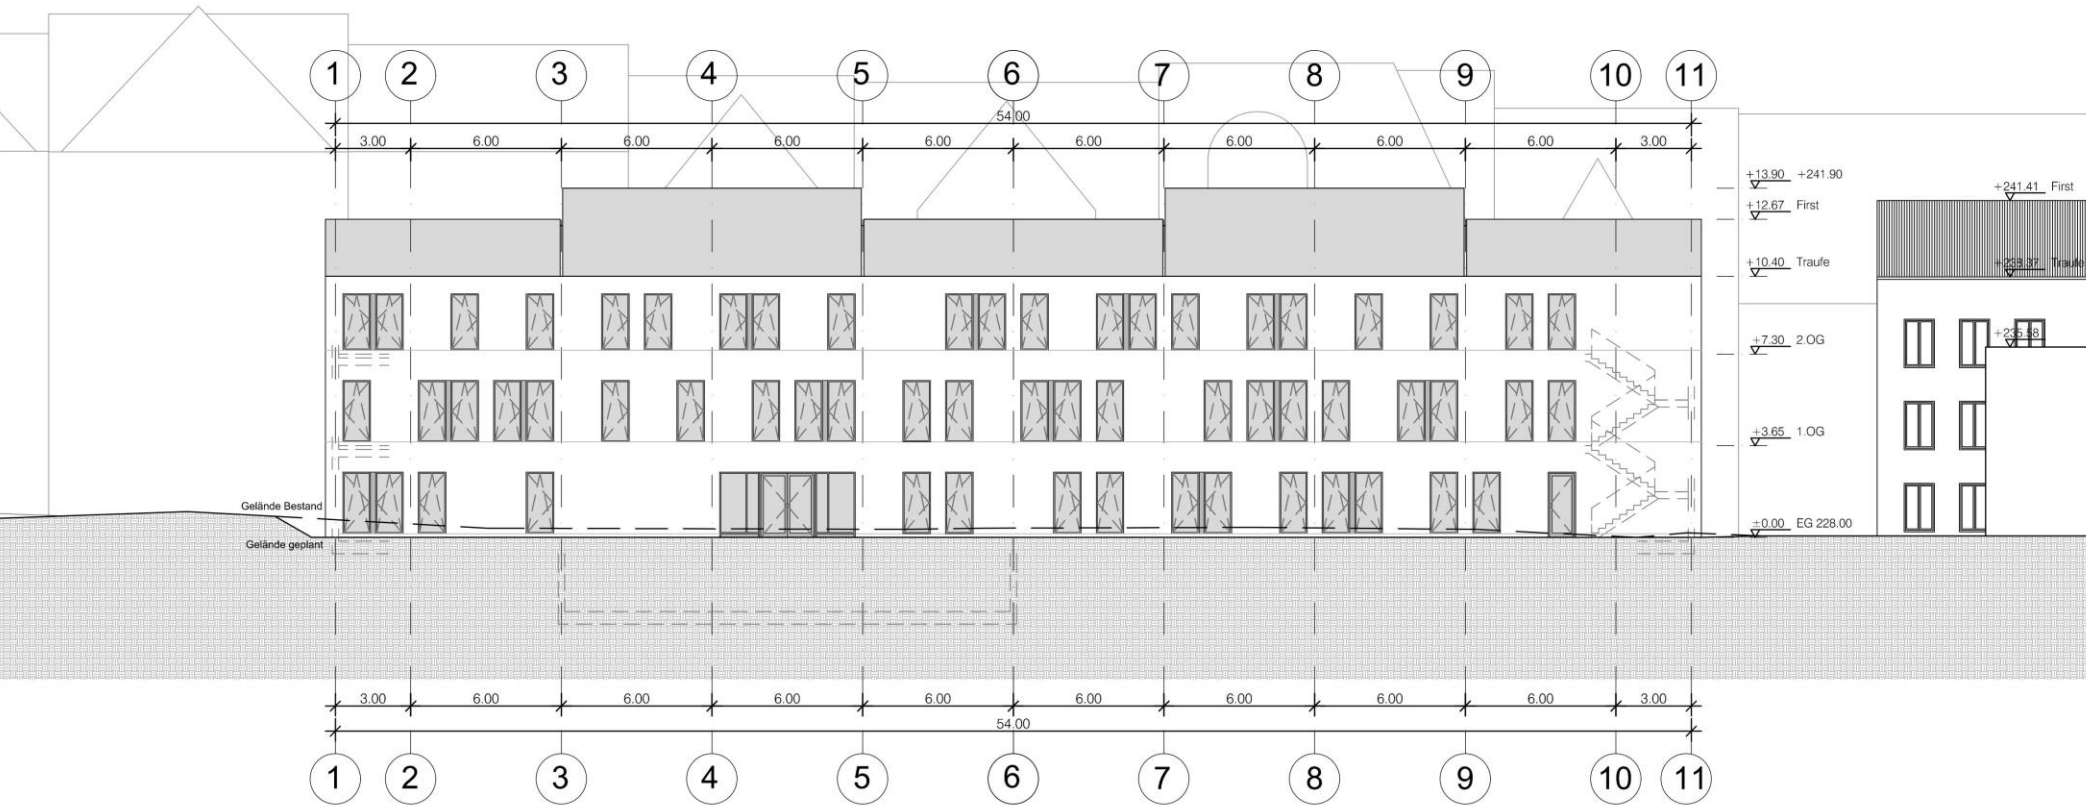 1 2 3 4 5 6 7 8 9 10 11
54.00
3.00 6.00 6.00 6.00 6.00 6.00 6.00 6.00 6.00 3.00
+13.90 +241.90
+241.41 First
+12.67 First
+10.40 Traufe
+238.37 Traufe
+235.58
+7.30 2.OG
+3.65 1.OG
Gelände Bestand
±0.00 EG 228.00
Gelände geplant
3.00 6.00 6.00 6.00 6.00 6.00 6.00 6.00 6.00 3.00
54.00
1 2 3 4 5 6 7 8 9 10 11